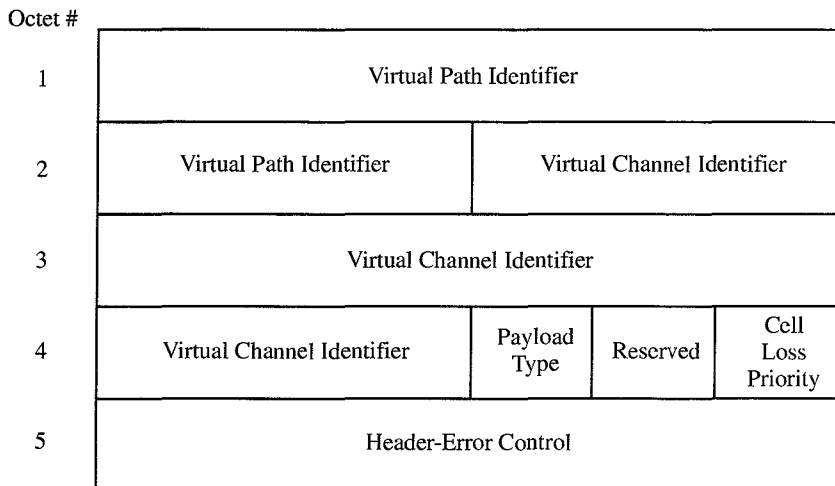 Octet #
1
Virtual Path Identifier
2
Virtual Path Identifier
Virtual Channel Identifier
3
Virtual Channel Identifier
4
Virtual Channel Identifier
Payload
Type
Reserved
Cell
Loss
Priority
5
Header-Error Control